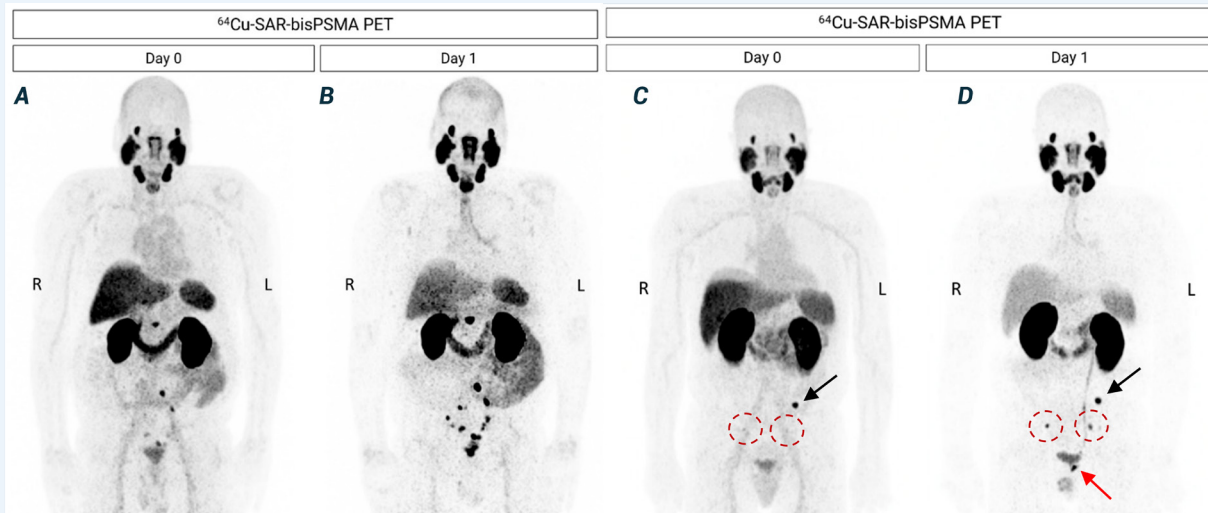 ⁶⁴Cu-SAR-bisPSMA PET
⁶⁴Cu-SAR-bisPSMA PET
Day 0
Day 1
Day 0
Day 1
A
B
C
D
R
L
R
L
R
L
R
L